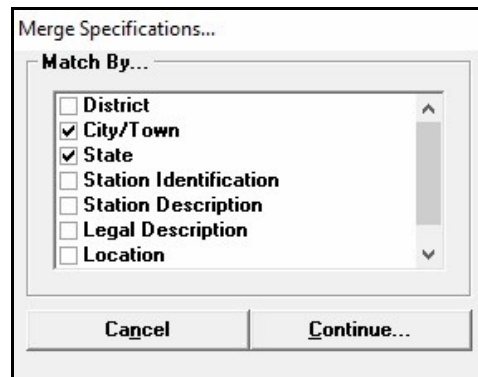 Merge Specifications...
Match By...
District
City/Town
State
Station Identification
Station Description
Legal Description
Location
Cancel Continue...